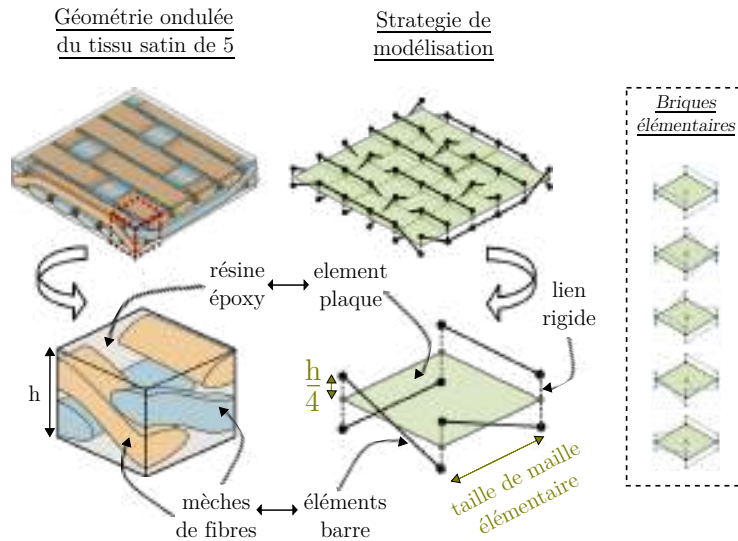 Géométrie ondulée
du tissu satin de 5
Strategie de
modélisation
Briques
élémentaires
résine
époxy
element
plaque
lien
rigide
h
h
4
taille de maille
élémentaire
mèches
de fibres
éléments
barre